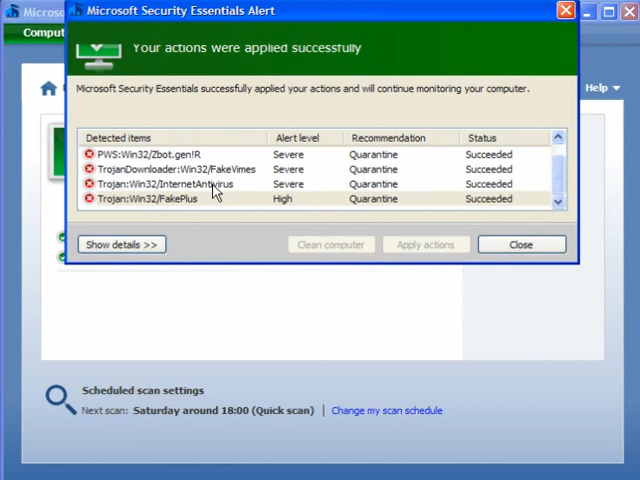 Microsoft Security Essentials Alert
Your actions were applied successfully
Microsoft Security Essentials successfully applied your actions and will continue monitoring your computer.
Detected items Alert level Recommendation Status
PWS:Win32/Zbot.gen!R Severe Quarantine Succeeded
TrojanDownloader:Win32/FakeVimes Severe Quarantine Succeeded
Trojan:Win32/InternetAntivirus Severe Quarantine Succeeded
Trojan:Win32/FakePlus High Quarantine Succeeded
Show details >> Clean computer Apply actions Close
Help
Scheduled scan settings
Next scan: Saturday around 18:00 (Quick scan) | Change my scan schedule